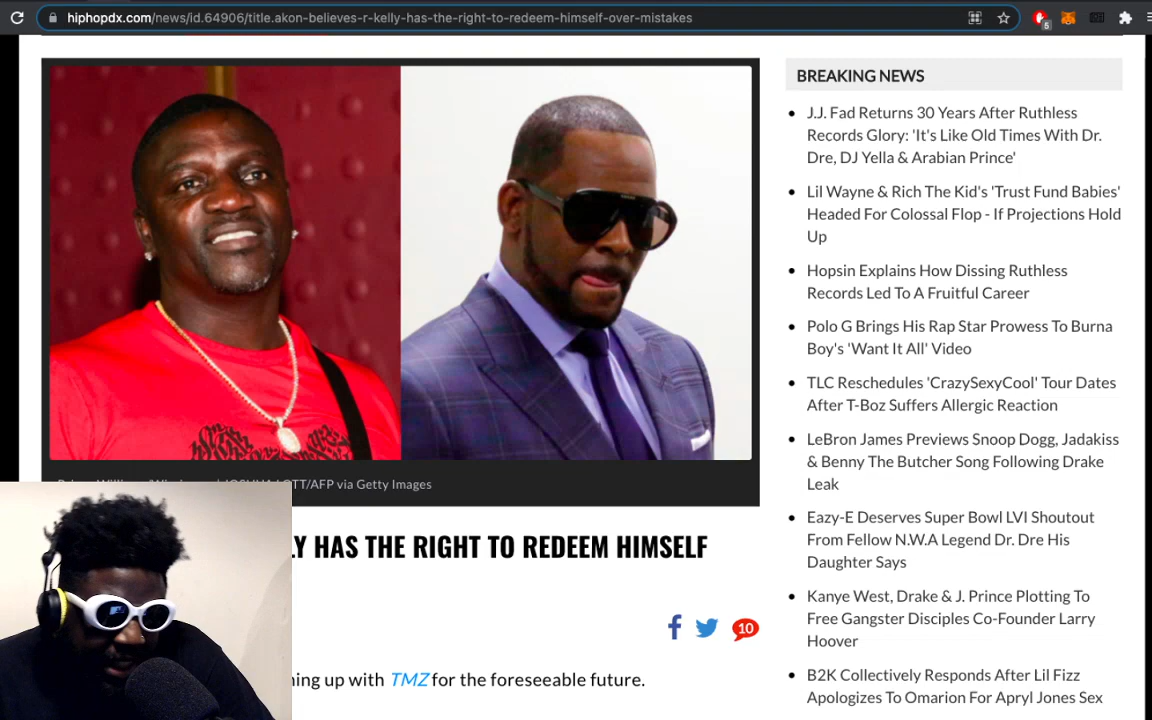 hiphopdx.com/news/id.64906/title.akon-believes-r-kelly-has-the-right-to-redeem-himself-over-mistakes
5
via Getty Images
LY HAS THE RIGHT TO REDEEM HIMSELF
10
ing up with TMZ for the foreseeable future.
BREAKING NEWS
J.J. Fad Returns 30 Years After Ruthless
Records Glory: 'It's Like Old Times With Dr.
Dre, DJ Yella & Arabian Prince'
Lil Wayne & Rich The Kid's 'Trust Fund Babies'
Headed For Colossal Flop - If Projections Hold
Up
Hopsin Explains How Dissing Ruthless
Records Led To A Fruitful Career
Polo G Brings His Rap Star Prowess To Burna
Boy's 'Want It All' Video
TLC Reschedules 'CrazySexyCool' Tour Dates
After T-Boz Suffers Allergic Reaction
LeBron James Previews Snoop Dogg, Jadakiss
& Benny The Butcher Song Following Drake
Leak
Eazy-E Deserves Super Bowl LVI Shoutout
From Fellow N.W.A Legend Dr. Dre His
Daughter Says
Kanye West, Drake & J. Prince Plotting To
Free Gangster Disciples Co-Founder Larry
Hoover
B2K Collectively Responds After Lil Fizz
Apologizes To Omarion For Apryl Jones Sex